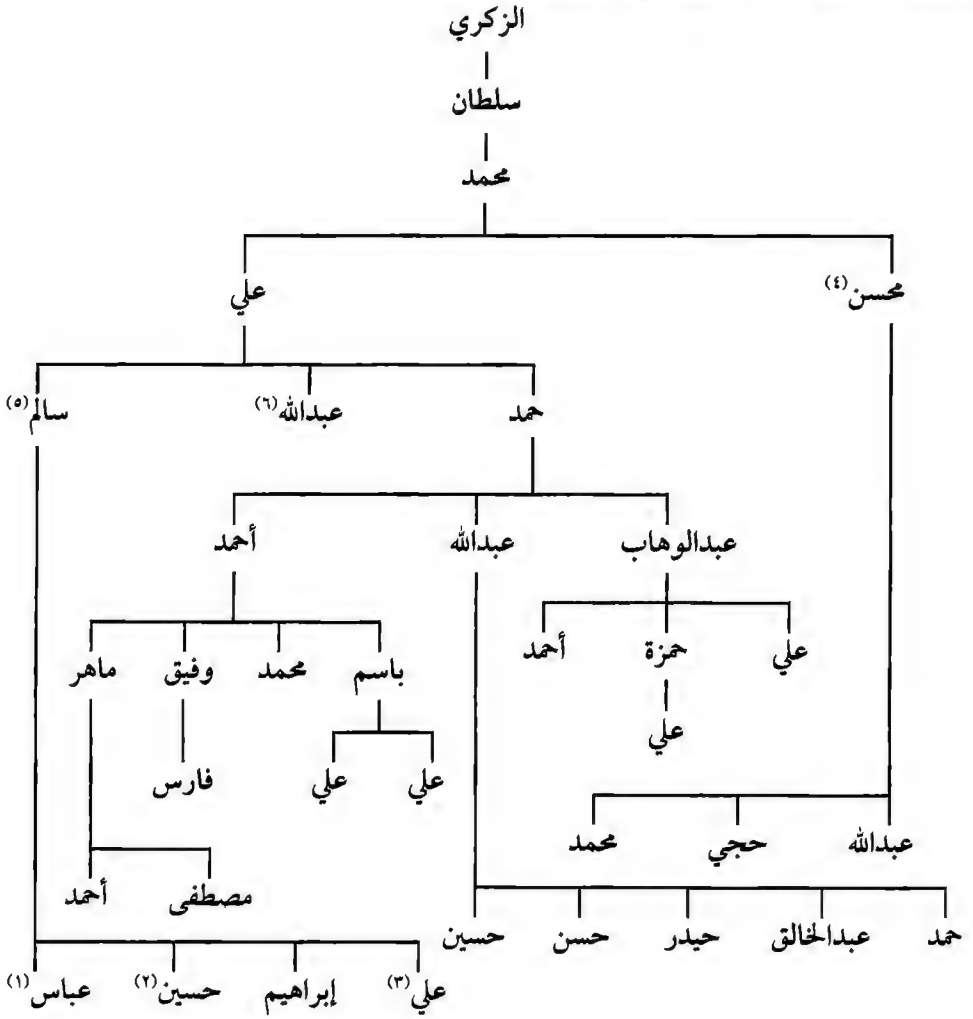 الزكري
سلطان
محمد
محسن(٤) علي
حمد عبدالله(٦) سالم(٥)
عبدالوهاب عبدالله أحمد
علي حمزة أحمد باسم محمد وفيق ماهر
علي
علي علي فارس
عبدالله حجي محمد
مصطفى أحمد
حمد عبدالخالق حيدر حسن حسين
علي(٣) إبراهيم حسين(٢) عباس(١)